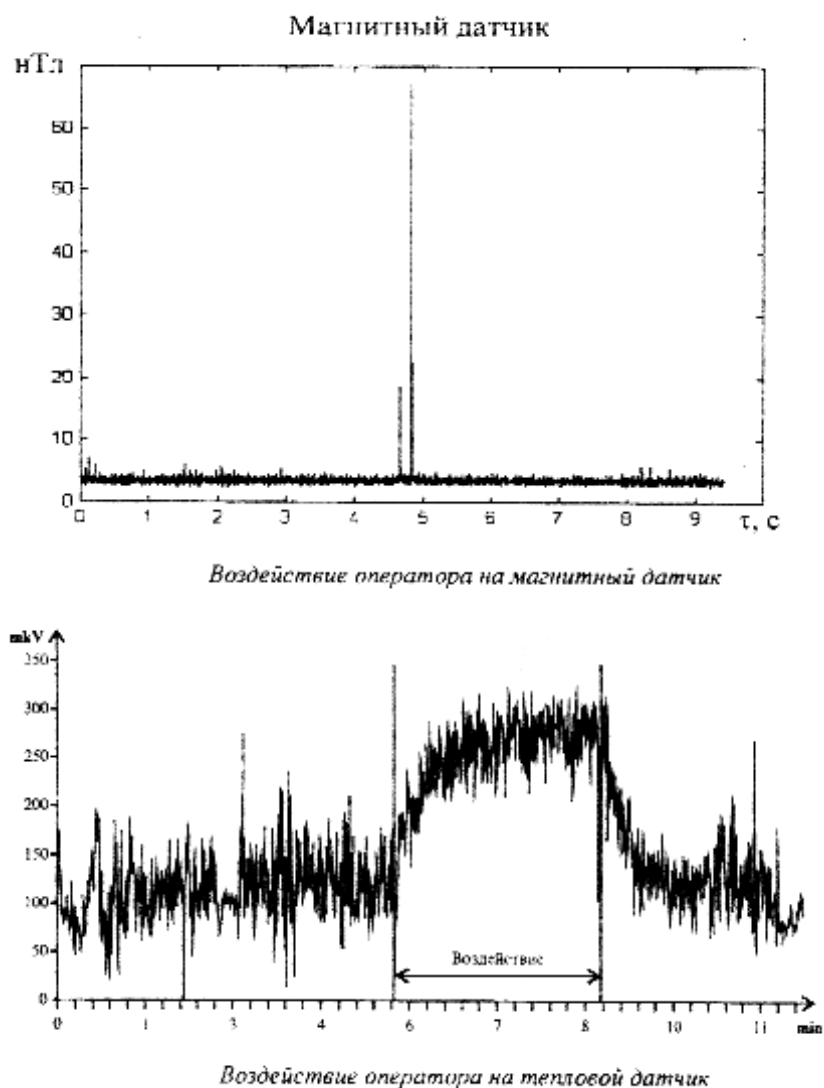 Магнитный датчик
нТл
60
50
40
30
20
10
0
0 1 2 3 4 5 6 7 8 9 τ, с
Воздействие оператора на магнитный датчик
mkV
350
300
250
200
150
100
50
0
Воздействие
0 1 3 4 6 7 8 10 11 min
Воздействие оператора на тепловой датчик